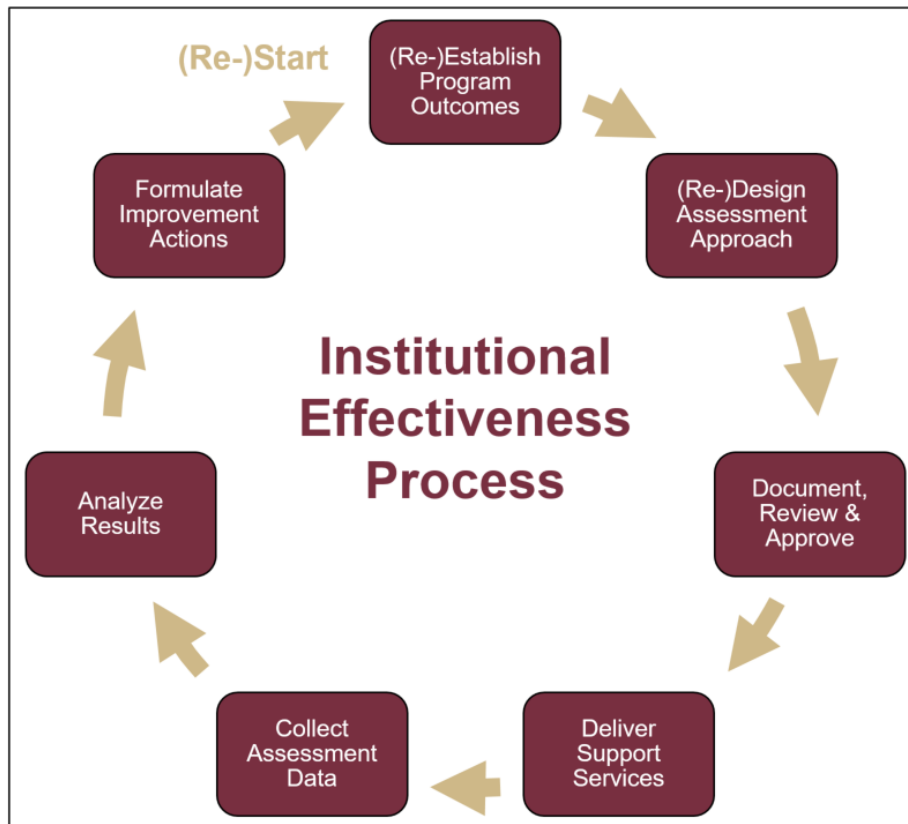 (Re-)Start
(Re-)Establish
Program
Outcomes
(Re-)Design
Assessment
Approach
Document,
Review &
Approve
Deliver
Support
Services
Collect
Assessment
Data
Analyze
Results
Formulate
Improvement
Actions
Institutional
Effectiveness
Process